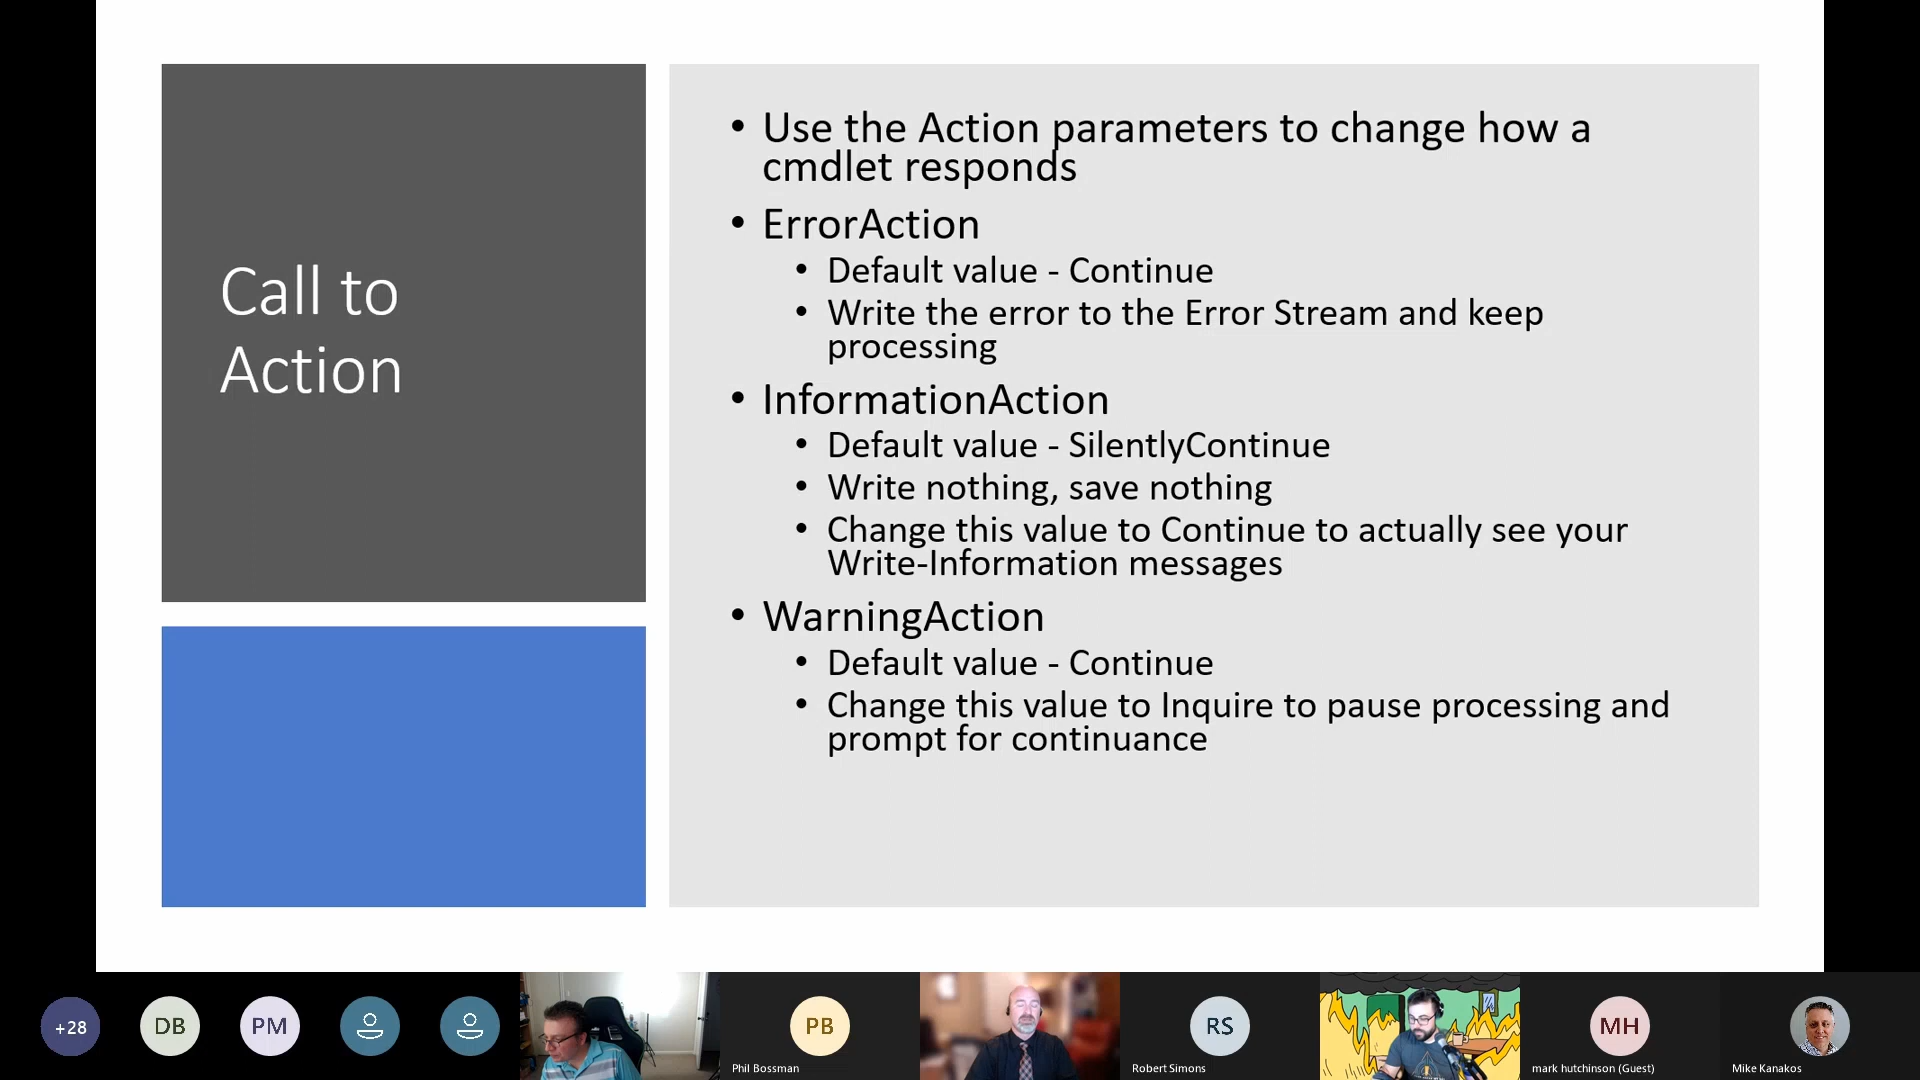 Call to
Action
• Use the Action parameters to change how a
cmdlet responds
• ErrorAction
• Default value - Continue
• Write the error to the Error Stream and keep
processing
• InformationAction
• Default value - SilentlyContinue
• Write nothing, save nothing
• Change this value to Continue to actually see your
Write-Information messages
• WarningAction
• Default value - Continue
• Change this value to Inquire to pause processing and
prompt for continuance
+28
DB
PM
PB
Phil Bossman
RS
Robert Simons
MH
mark hutchinson (Guest)
Mike Kanakos